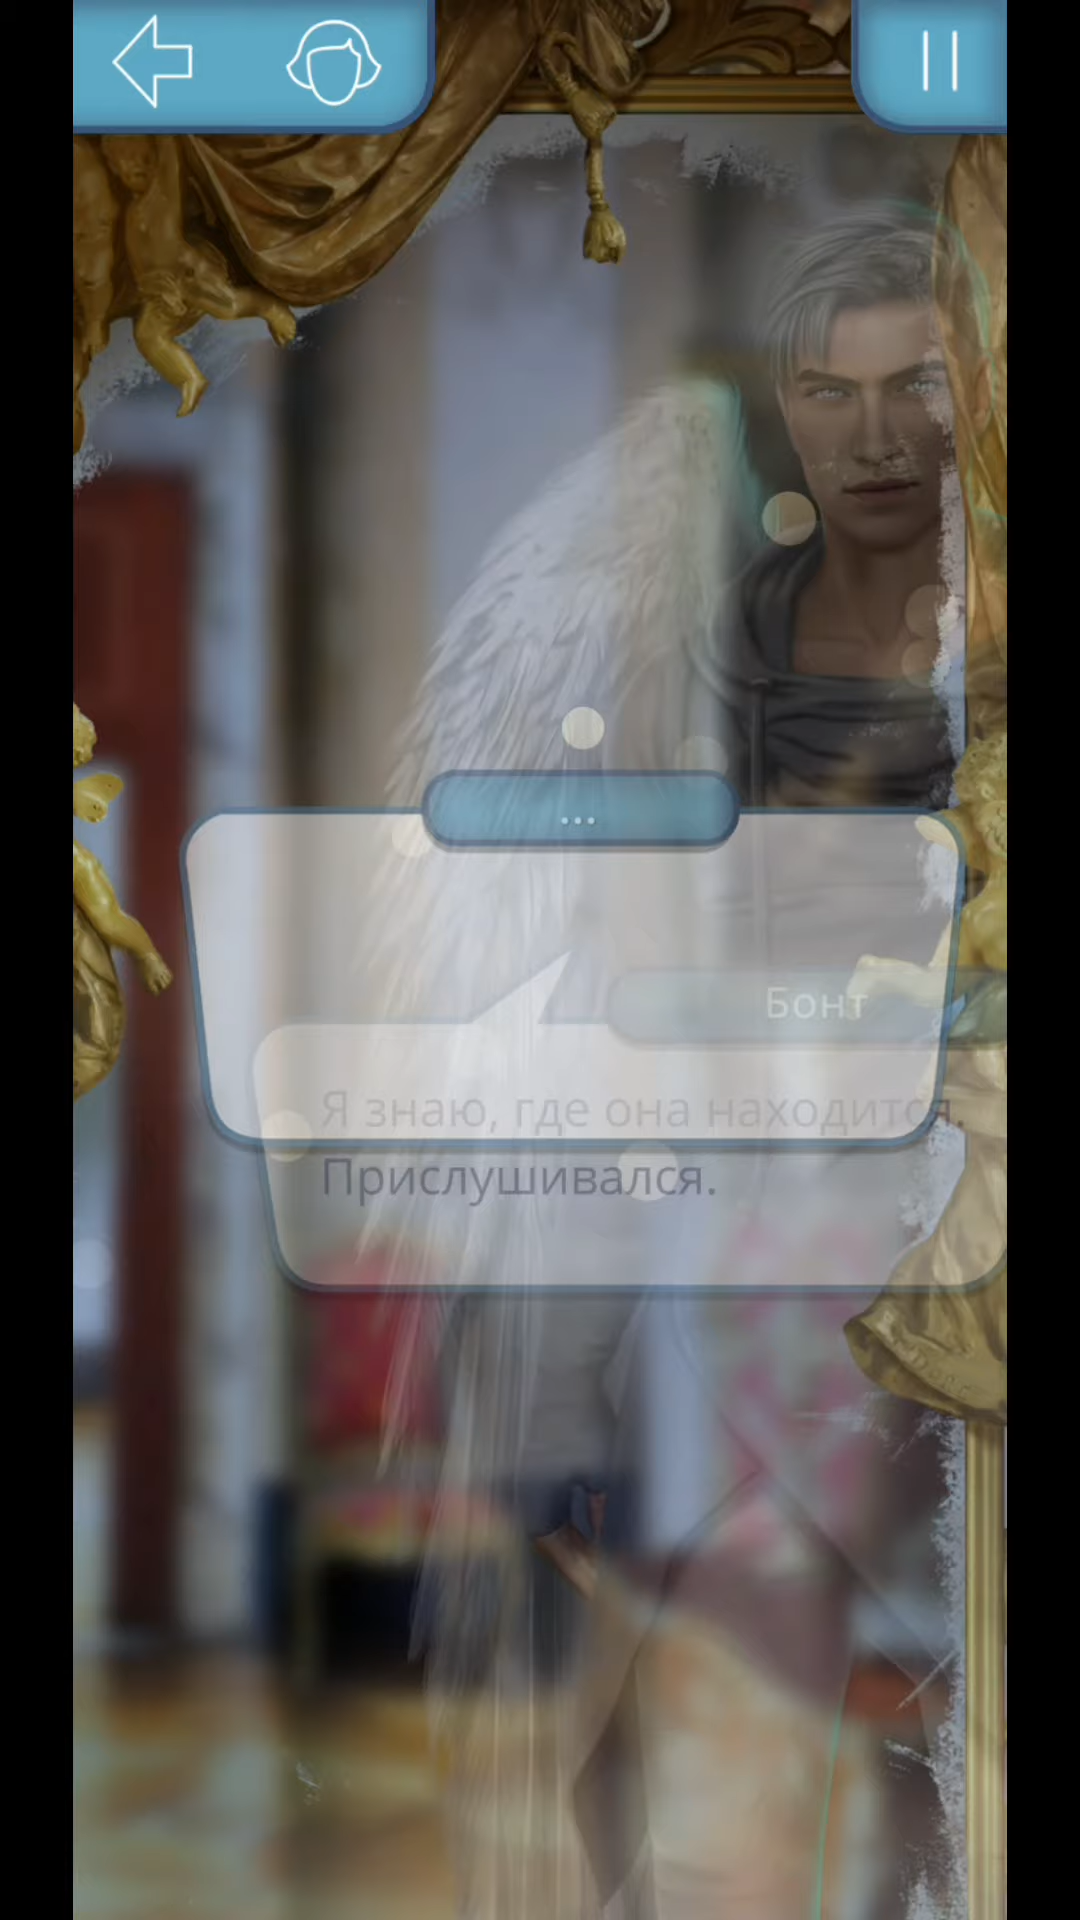 ...
Бонт
Я знаю, где она находится.
Прислушивался.